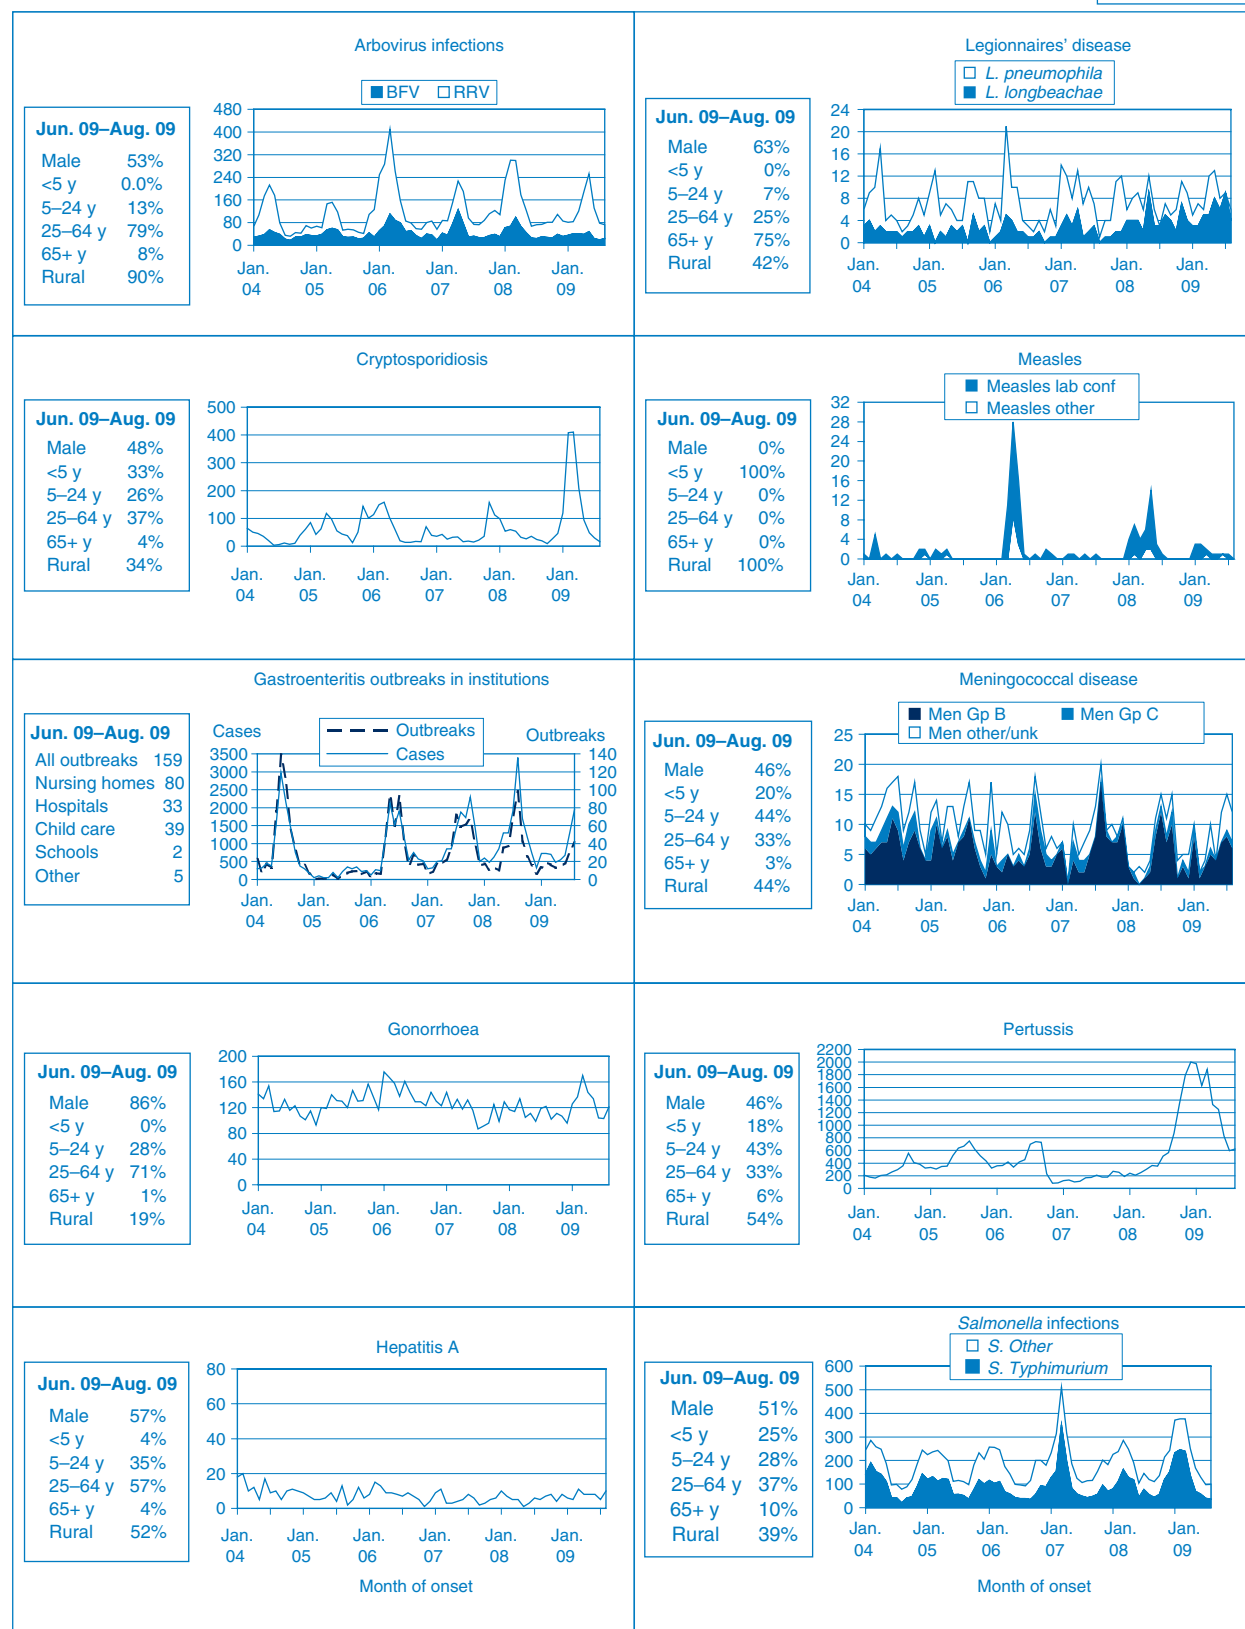 Arbovirus infections
BFV RRV
Jun. 09–Aug. 09
Male 53%
<5 y 0.0%
5–24 y 13%
25–64 y 79%
65+ y 8%
Rural 90%
480
400
320
240
160
80
0
Jan. Jan. Jan. Jan. Jan. Jan.
04 05 06 07 08 09
Legionnaires' disease
L. pneumophila
L. longbeachae
Jun. 09–Aug. 09
Male 63%
<5 y 0%
5–24 y 7%
25–64 y 25%
65+ y 75%
Rural 42%
24
20
16
12
8
4
0
Jan. Jan. Jan. Jan. Jan. Jan.
04 05 06 07 08 09
Cryptosporidiosis
Jun. 09–Aug. 09
Male 48%
<5 y 33%
5–24 y 26%
25–64 y 37%
65+ y 4%
Rural 34%
500
400
300
200
100
0
Jan. Jan. Jan. Jan. Jan. Jan.
04 05 06 07 08 09
Measles
Measles lab conf
Measles other
Jun. 09–Aug. 09
Male 0%
<5 y 100%
5–24 y 0%
25–64 y 0%
65+ y 0%
Rural 100%
32
28
24
20
16
12
8
4
0
Jan. Jan. Jan. Jan. Jan. Jan.
04 05 06 07 08 09
Gastroenteritis outbreaks in institutions
Jun. 09–Aug. 09
All outbreaks 159
Nursing homes 80
Hospitals 33
Child care 39
Schools 2
Other 5
Cases
Outbreaks
Cases
Outbreaks
3500 140
3000 120
2500 100
2000 80
1500 60
1000 40
500 20
0 0
Jan. Jan. Jan. Jan. Jan. Jan.
04 05 06 07 08 09
Meningococcal disease
Men Gp B Men Gp C
Men other/unk
Jun. 09–Aug. 09
Male 46%
<5 y 20%
5–24 y 44%
25–64 y 33%
65+ y 3%
Rural 44%
25
20
15
10
5
0
Jan. Jan. Jan. Jan. Jan. Jan.
04 05 06 07 08 09
Gonorrhoea
Jun. 09–Aug. 09
Male 86%
<5 y 0%
5–24 y 28%
25–64 y 71%
65+ y 1%
Rural 19%
200
160
120
80
40
0
Jan. Jan. Jan. Jan. Jan. Jan.
04 05 06 07 08 09
Pertussis
Jun. 09–Aug. 09
Male 46%
<5 y 18%
5–24 y 43%
25–64 y 33%
65+ y 6%
Rural 54%
2200
2000
1800
1600
1400
1200
1000
800
600
400
200
0
Jan. Jan. Jan. Jan. Jan. Jan.
04 05 06 07 08 09
Hepatitis A
Jun. 09–Aug. 09
Male 57%
<5 y 4%
5–24 y 35%
25–64 y 57%
65+ y 4%
Rural 52%
80
60
40
20
0
Jan. Jan. Jan. Jan. Jan. Jan.
04 05 06 07 08 09
Month of onset
Salmonella infections
S. Other
S. Typhimurium
Jun. 09–Aug. 09
Male 51%
<5 y 25%
5–24 y 28%
25–64 y 37%
65+ y 10%
Rural 39%
600
500
400
300
200
100
0
Jan. Jan. Jan. Jan. Jan. Jan.
04 05 06 07 08 09
Month of onset